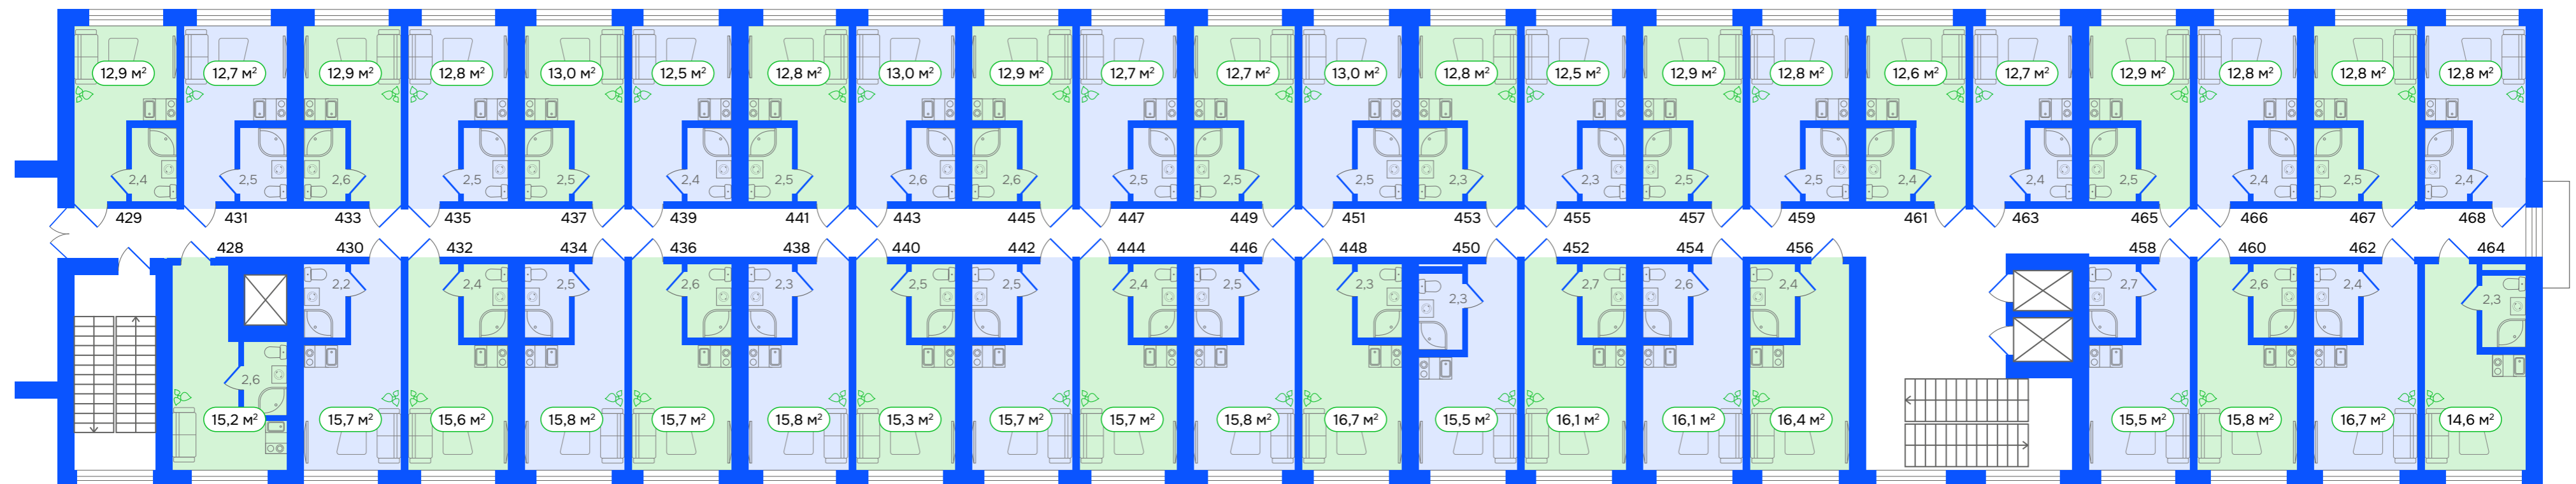 12,9 м² 12,7 м² 12,9 м² 12,8 м² 13,0 м² 12,5 м² 12,8 м² 13,0 м² 12,9 м² 12,7 м² 12,7 м² 13,0 м² 12,8 м² 12,5 м² 12,9 м² 12,8 м² 12,6 м² 12,7 м² 12,9 м² 12,8 м² 12,8 м² 12,8 м²
2,4 2,5 2,6 2,5 2,5 2,4 2,5 2,6 2,6 2,5 2,5 2,5 2,3 2,3 2,5 2,5 2,4 2,4 2,5 2,4 2,5 2,4
429 431 433 435 437 439 441 443 445 447 449 451 453 455 457 459 461 463 465 466 467 468
428 430 432 434 436 438 440 442 444 446 448 450 452 454 456 458 460 462 464
2,2 2,4 2,5 2,6 2,3 2,5 2,5 2,4 2,5 2,3 2,3 2,7 2,6 2,4 2,7 2,6 2,4 2,3
2,6
15,2 м² 15,7 м² 15,6 м² 15,8 м² 15,7 м² 15,8 м² 15,3 м² 15,7 м² 15,7 м² 15,8 м² 16,7 м² 15,5 м² 16,1 м² 16,1 м² 16,4 м² 15,5 м² 15,8 м² 16,7 м² 14,6 м²